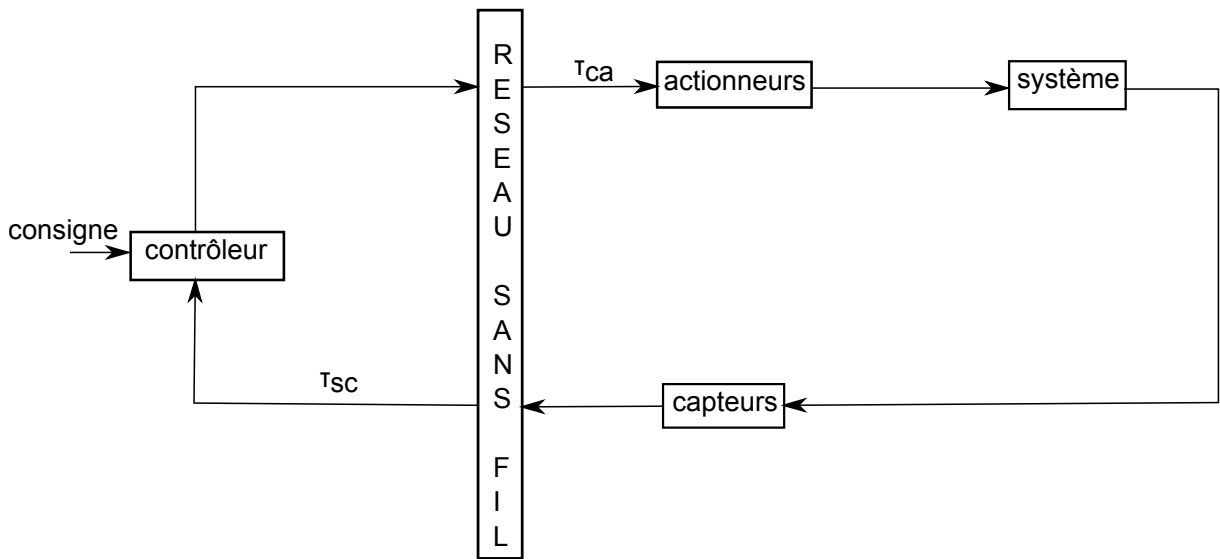 RESEAU SANS FIL
τca
actionneurs
système
consigne
contrôleur
τsc
capteurs